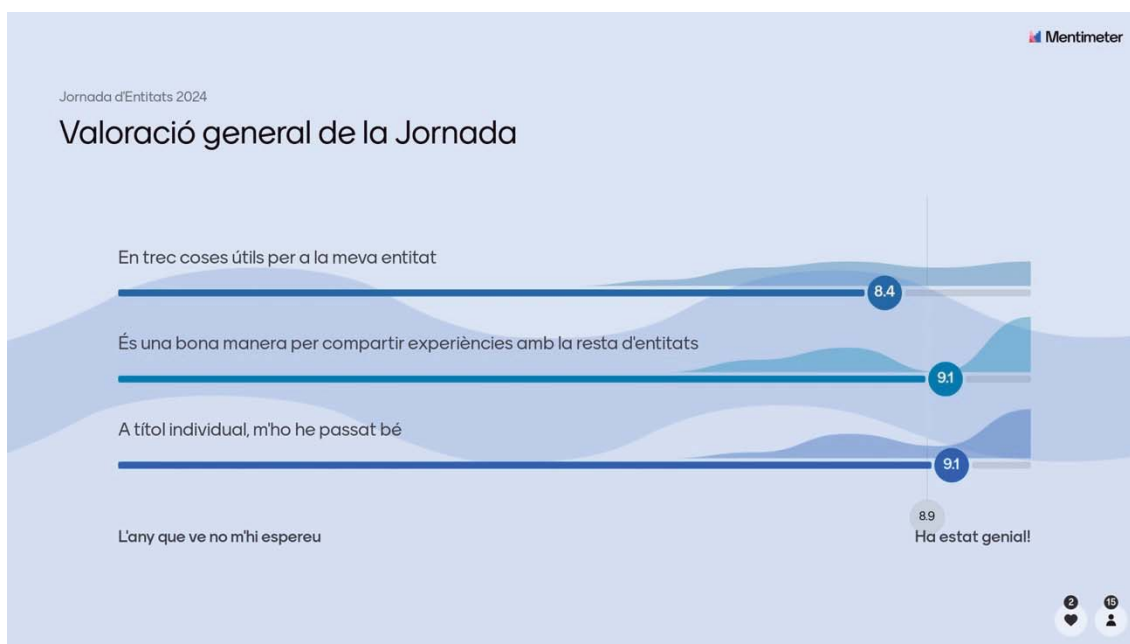 Mentimeter
Jornada d'Entitats 2024
Valoració general de la Jornada
En trec coses útils per a la meva entitat
8.4
És una bona manera per compartir experiències amb la resta d'entitats
9.1
A títol individual, m'ho he passat bé
9.1
8.9
L'any que ve no m'hi espereu
Ha estat genial!
2
15